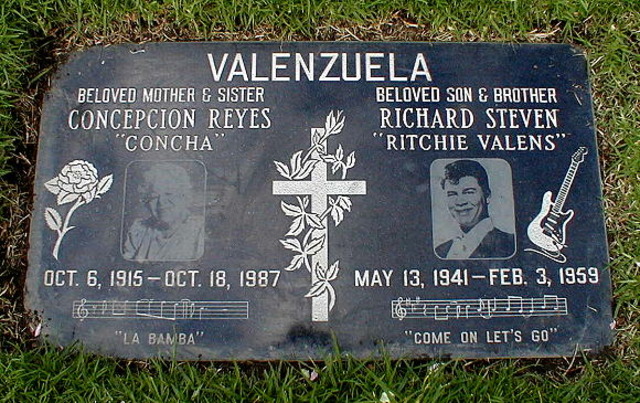 VALENZUELA
BELOVED MOTHER & SISTER
CONCEPCION REYES
"CONCHA"
OCT. 6, 1915 – OCT. 18, 1987
"LA BAMBA"
BELOVED SON & BROTHER
RICHARD STEVEN
"RITCHIE VALENS"
MAY 13, 1941 – FEB. 3, 1959
"COME ON LET'S GO"